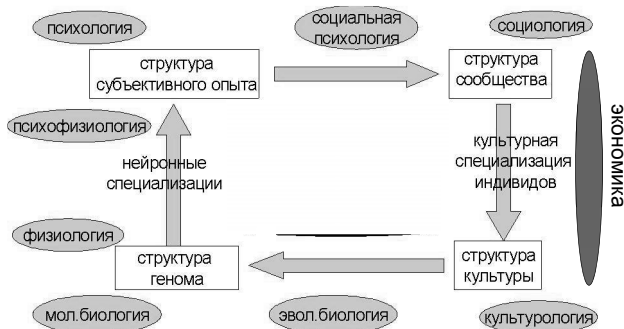 психология
социальная
психология
социология
структура
субъективного опыта
структура
сообщества
психофизиология
нейронные
специализации
культурная
специализация
индивидов
экономика
физиология
структура
генома
структура
культуры
мол.биология
эвол.биология
культурология